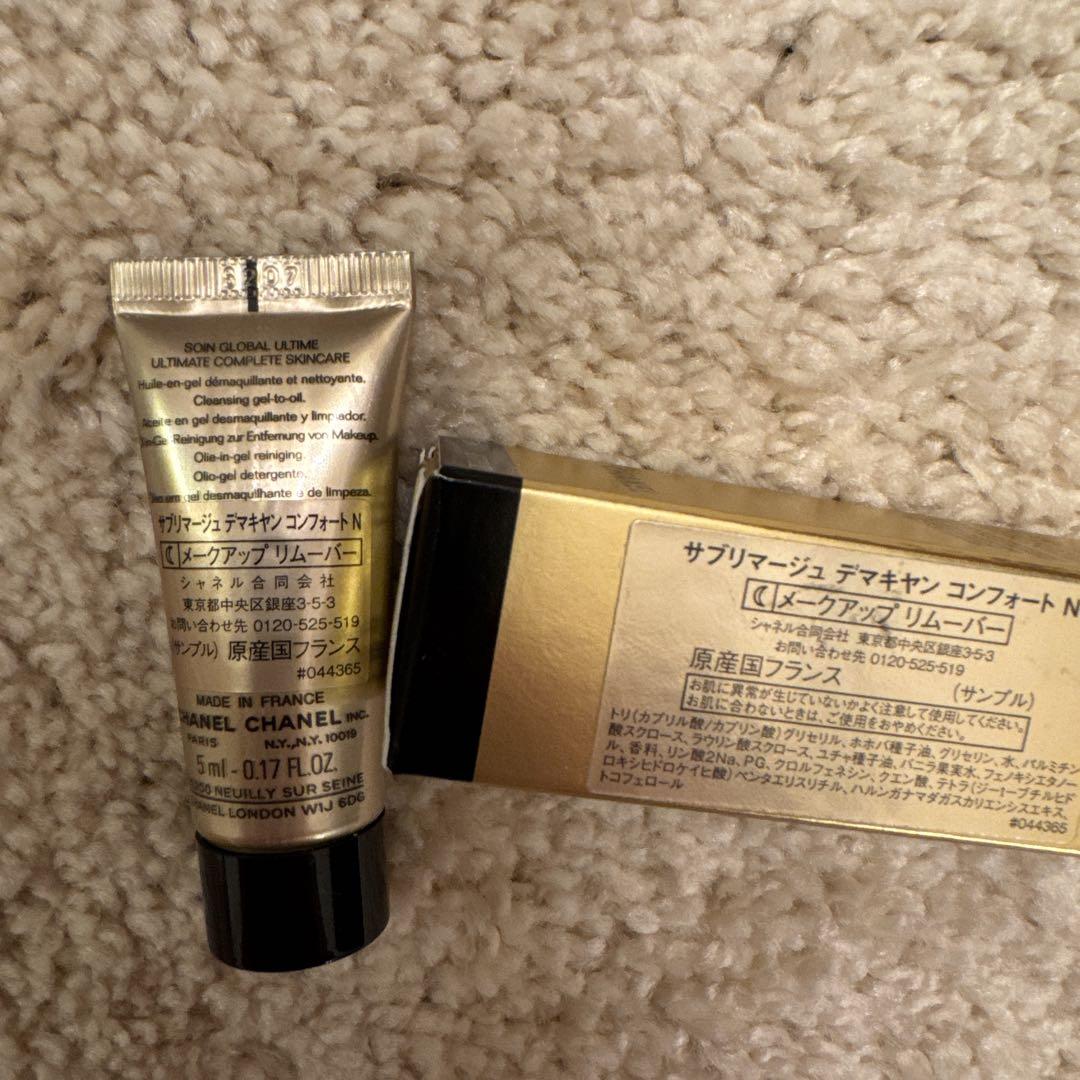 SOIN GLOBAL ULTIME
ULTIMATE COMPLETE SKINCARE
Huile-en-gel démaquillante et nettoyante.
Cleansing gel-to-oil.
en gel desmaquillante y limpiador.
Reinigung zur Entfernung von Makeup.
Olie-in-gel reiniging.
Olio-gel detergente.
em gel desmaquilhante e de limpeza.
サブリマージュ デマキヤン コンフォート N
メークアップ リムーバー
シャネル合同会社
東京都中央区銀座3-5-3
お問い合わせ先 0120-525-519
(サンプル) 原産国フランス
#044365
MADE IN FRANCE
CHANEL CHANEL INC.
PARIS N.Y., N.Y. 10019
5 ml - 0.17 FL.OZ.
NEUILLY SUR SEINE
CHANEL LONDON W1J 6DG
サブリマージュ デマキヤン コンフォート N
メークアップ リムーバー
シャネル合同会社 東京都中央区銀座3-5-3
お問い合わせ先 0120-525-519
原産国フランス (サンプル)
お肌に異常が生じていないかよく注意して使用してください。
お肌に合わないときは、ご使用をおやめください。
トリ(カプリル酸/カプリン酸)グリセリル、ホホバ種子油、グリセリン、水、パルミチン
酸スクロース、ラウリン酸スクロース、ユチャ種子油、バニラ果実水、フェノキシエタノー
ル、香料、リン酸2Na、PG、クロルフェネシン、クエン酸、テトラ(ジ-t-ブチルヒド
ロキシヒドロケイヒ酸)ペンタエリスリチル、ハルンガナマダガスカリエンシスエキス、
トコフェロール
#044365